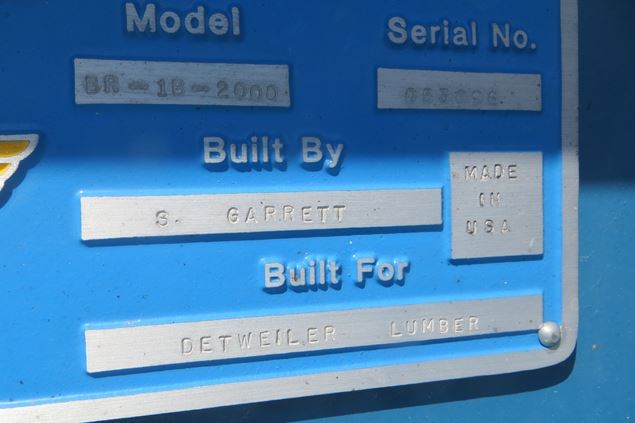 Model
BR-1B-2000
Serial No.
Built By
S. GARRETT
MADE
IN
USA
Built For
DETWEILER LUMBER